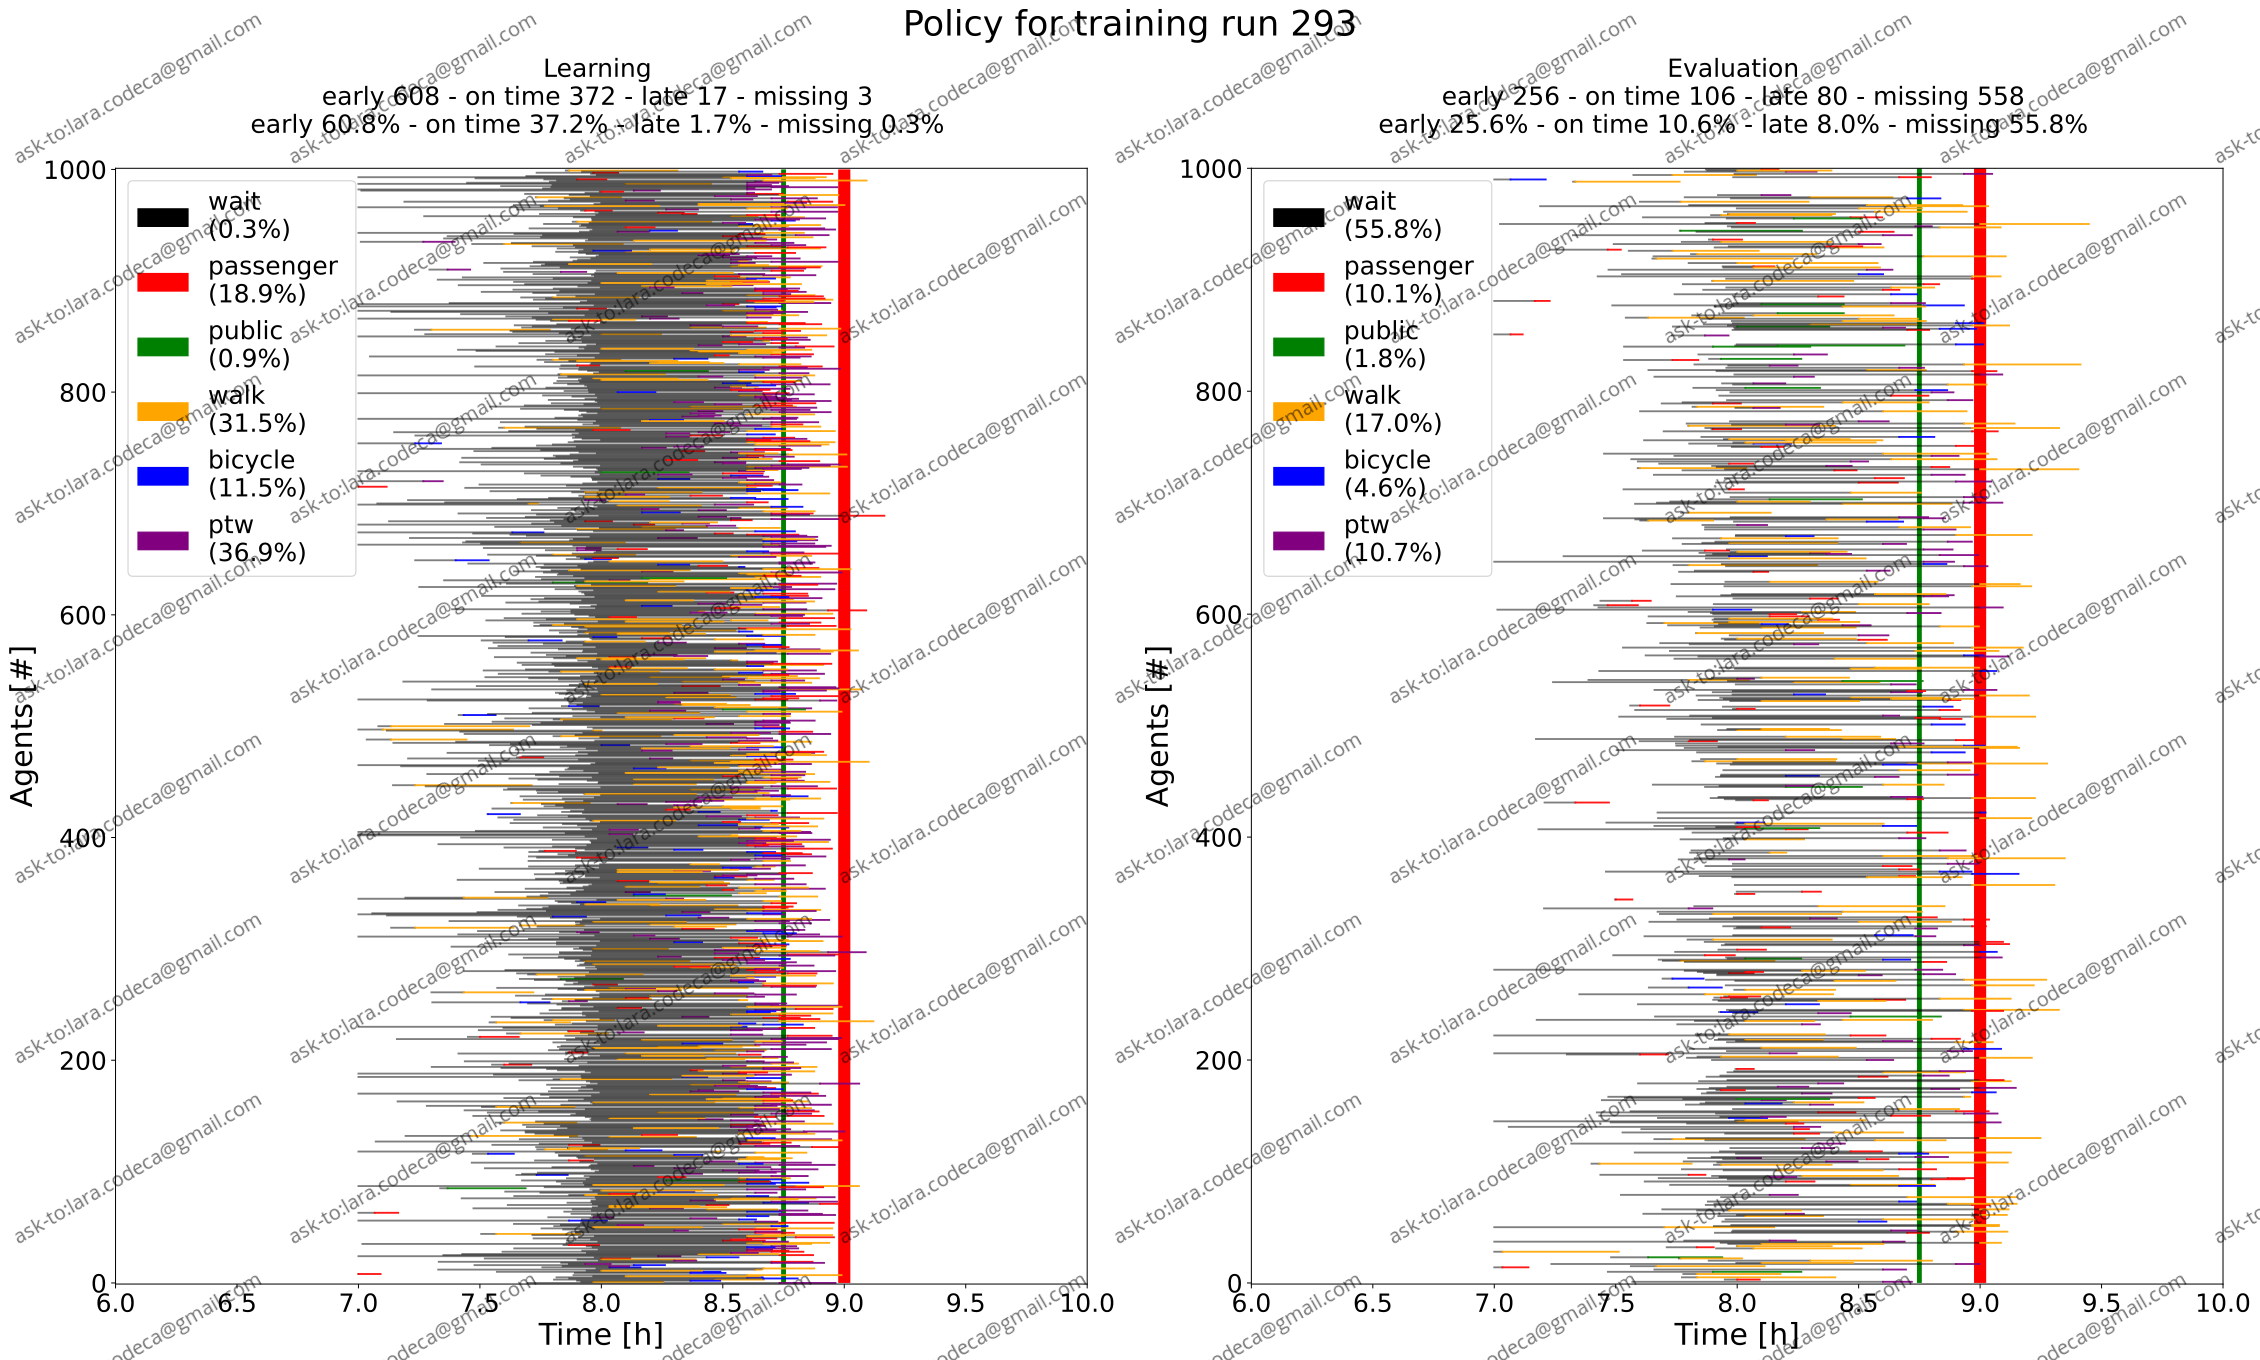 Policy for training run 293
Learning
early 608 - on time 372 - late 17 - missing 3
early 60.8% - on time 37.2% - late 1.7% - missing 0.3%
Evaluation
early 256 - on time 106 - late 80 - missing 558
early 25.6% - on time 10.6% - late 8.0% - missing 55.8%
wait
(0.3%)
passenger
(18.9%)
public
(0.9%)
walk
(31.5%)
bicycle
(11.5%)
ptw
(36.9%)
1000
800
600
400
200
0
Agents [#]
6.0 6.5 7.0 7.5 8.0 8.5 9.0 9.5 10.0
Time [h]
wait
(55.8%)
passenger
(10.1%)
public
(1.8%)
walk
(17.0%)
bicycle
(4.6%)
ptw
(10.7%)
1000
800
600
400
200
0
Agents [#]
6.0 6.5 7.0 7.5 8.0 8.5 9.0 9.5 10.0
Time [h]
ask-to:lara.codeca@gmail.com